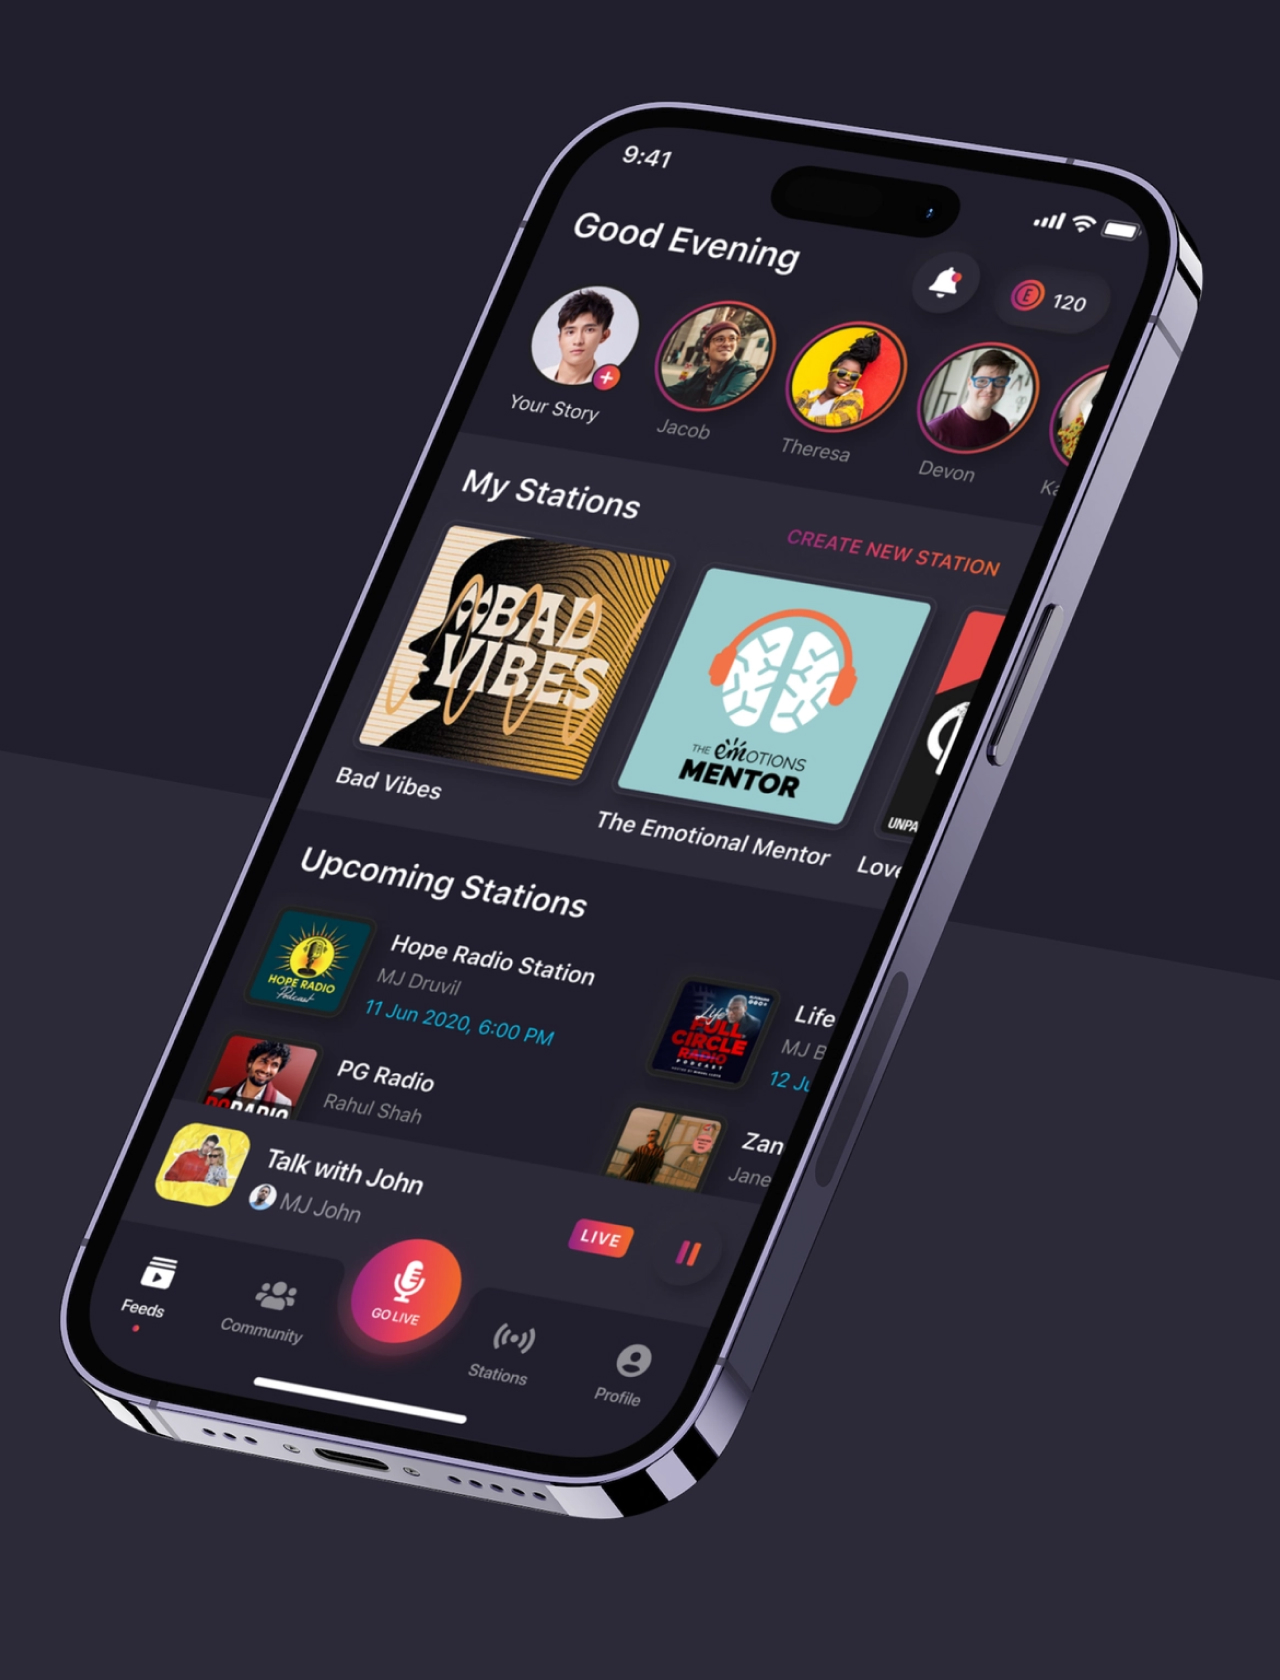 9:41
Good Evening
E 120
Your Story
Jacob
Theresa
Devon
Ka
My Stations
CREATE NEW STATION
BAD
VIBES
THE emOTIONS
MENTOR
UNPA
Bad Vibes
The Emotional Mentor
Love
Upcoming Stations
HOPE RADIO
Podcast
Hope Radio Station
MJ Druvil
11 Jun 2020, 6:00 PM
Life
FULL
CIRCLE
RADIO
PODCAST
Life
MJ B
12 Ju
PGRADIO
PG Radio
Rahul Shah
Zan
Jane
Talk with John
MJ John
LIVE
Feeds
Community
GO LIVE
Stations
Profile